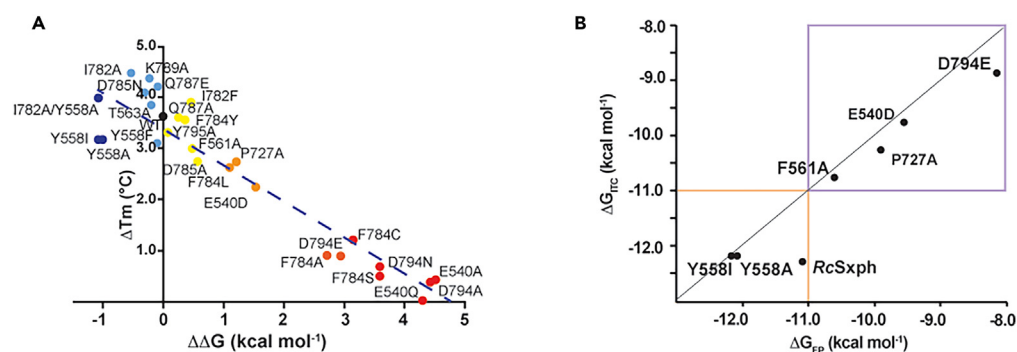 A
5.0
I782A K789A
D785N Q787E
4.0
I782F
I782A/Y558A
T563A
Q787A
WT
F784Y
Y558I Y558F Y795A
3.0
Y558A
F561A
D785A
P727A
F784L
E540D
2.0
ΔTm (°C)
1.0
D794E F784C
F784A
D794N
F784S
E540A
E540Q D794A
-1 0 1 2 3 4 5
ΔΔG (kcal mol-1)
B
-8.0
D794E
-9.0
E540D
-10.0
P727A
F561A
-11.0
ΔGITC (kcal mol-1)
-12.0
Y558I Y558A RcSxph
-12.0 -11.0 -10.0 -9.0 -8.0
ΔGFP (kcal mol-1)